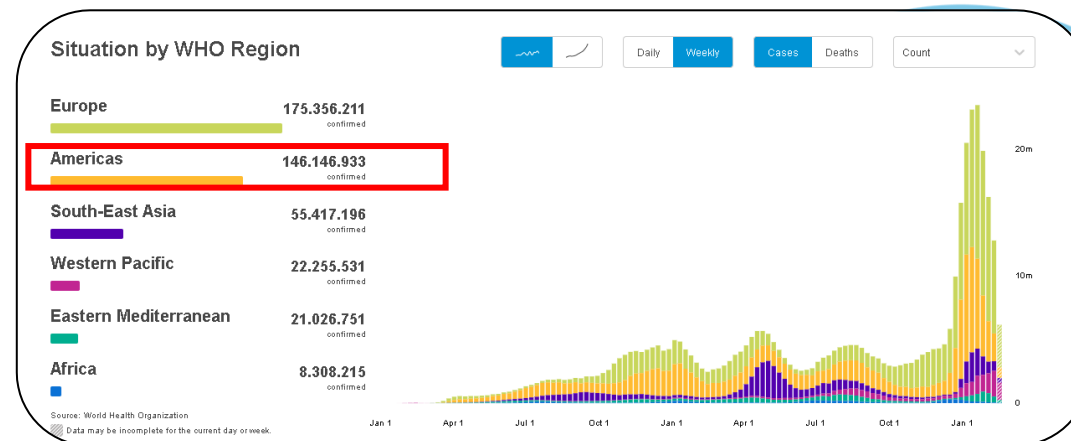 Situation by WHO Region
Daily Weekly Cases Deaths Count
Europe 175.356.211
confirmed
Americas 146.146.933
confirmed
South-East Asia 55.417.196
confirmed
Western Pacific 22.255.531
confirmed
Eastern Mediterranean 21.026.751
confirmed
Africa 8.308.215
confirmed
20m
10m
0
Jan 1 Apr 1 Jul 1 Oct 1 Jan 1 Apr 1 Jul 1 Oct 1 Jan 1
Source: World Health Organization
Data may be incomplete for the current day or week.